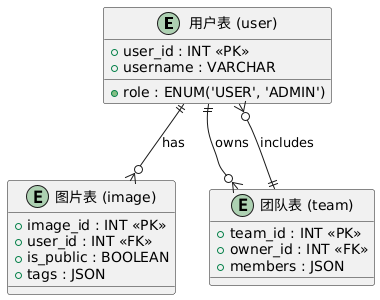 E 用户表 (user)
user_id : INT «PK»
username : VARCHAR
role : ENUM('USER', 'ADMIN')
has
owns
includes
E 图片表 (image)
image_id : INT «PK»
user_id : INT «FK»
is_public : BOOLEAN
tags : JSON
E 团队表 (team)
team_id : INT «PK»
owner_id : INT «FK»
members : JSON